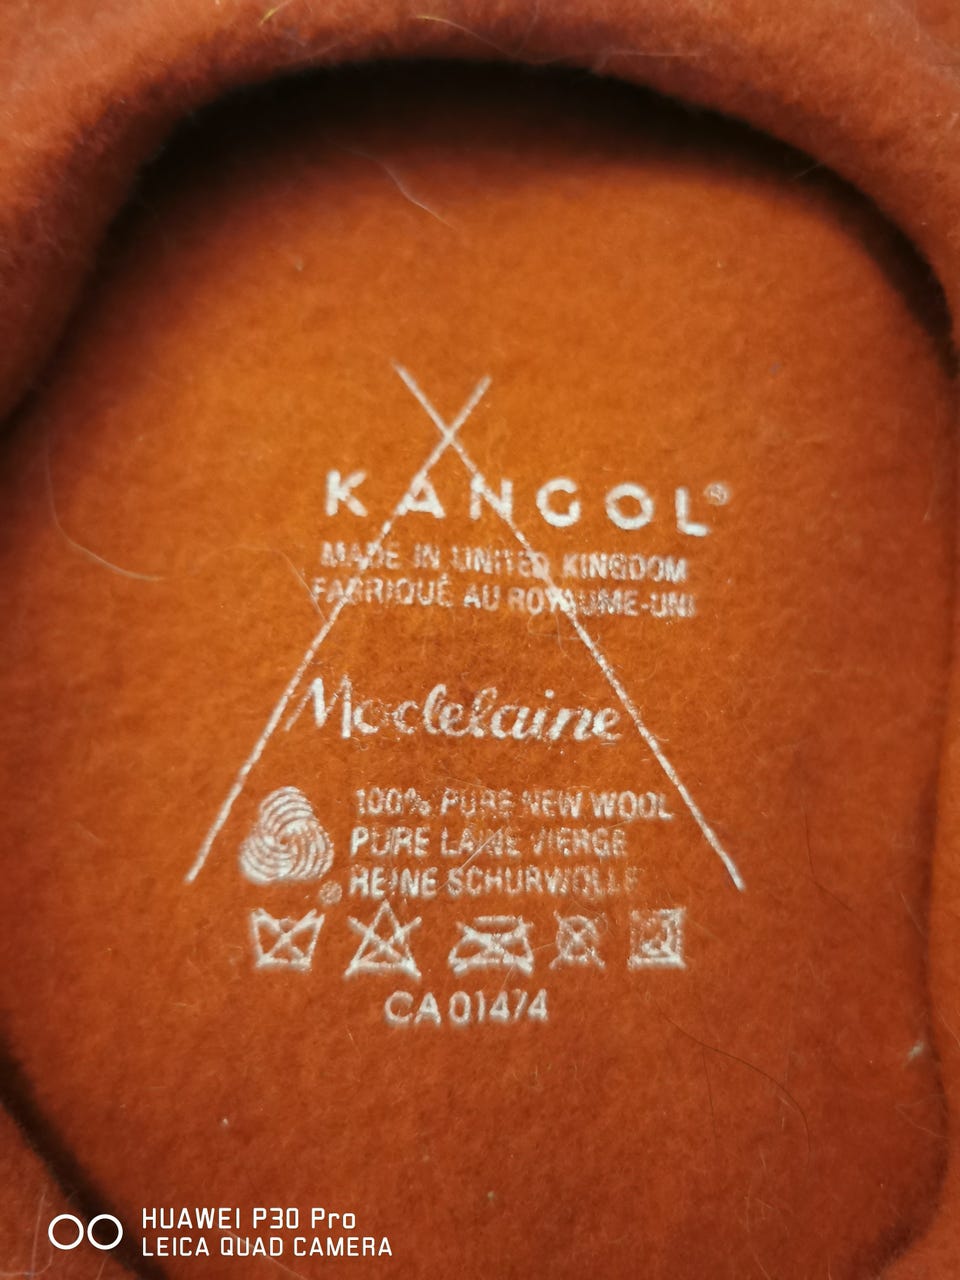 KANGOL®
MADE IN UNITED KINGDOM
FABRIQUÉ AU ROYAUME-UNI
Modelaine
100% PURE NEW WOOL
PURE LAINE VIERGE
REINE SCHURWOLLE
®
CA 01474
HUAWEI P30 Pro
LEICA QUAD CAMERA